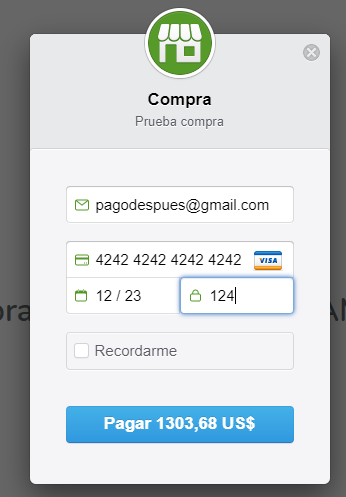 Compra
Prueba compra
pagodespues@gmail.com
4242 4242 4242 4242 VISA
12 / 23 124
Recordarme
Pagar 1303,68 US$